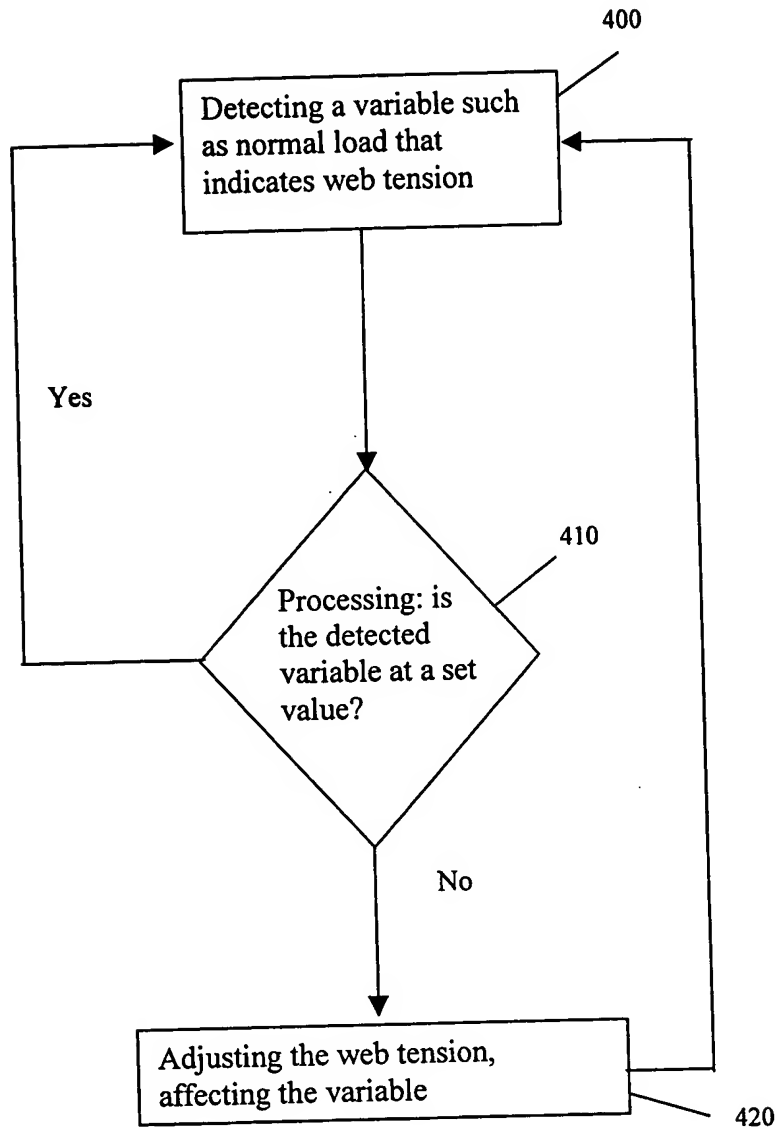 400
Detecting a variable such
as normal load that
indicates web tension
Yes
410
Processing: is
the detected
variable at a set
value?
No
Adjusting the web tension,
affecting the variable
420